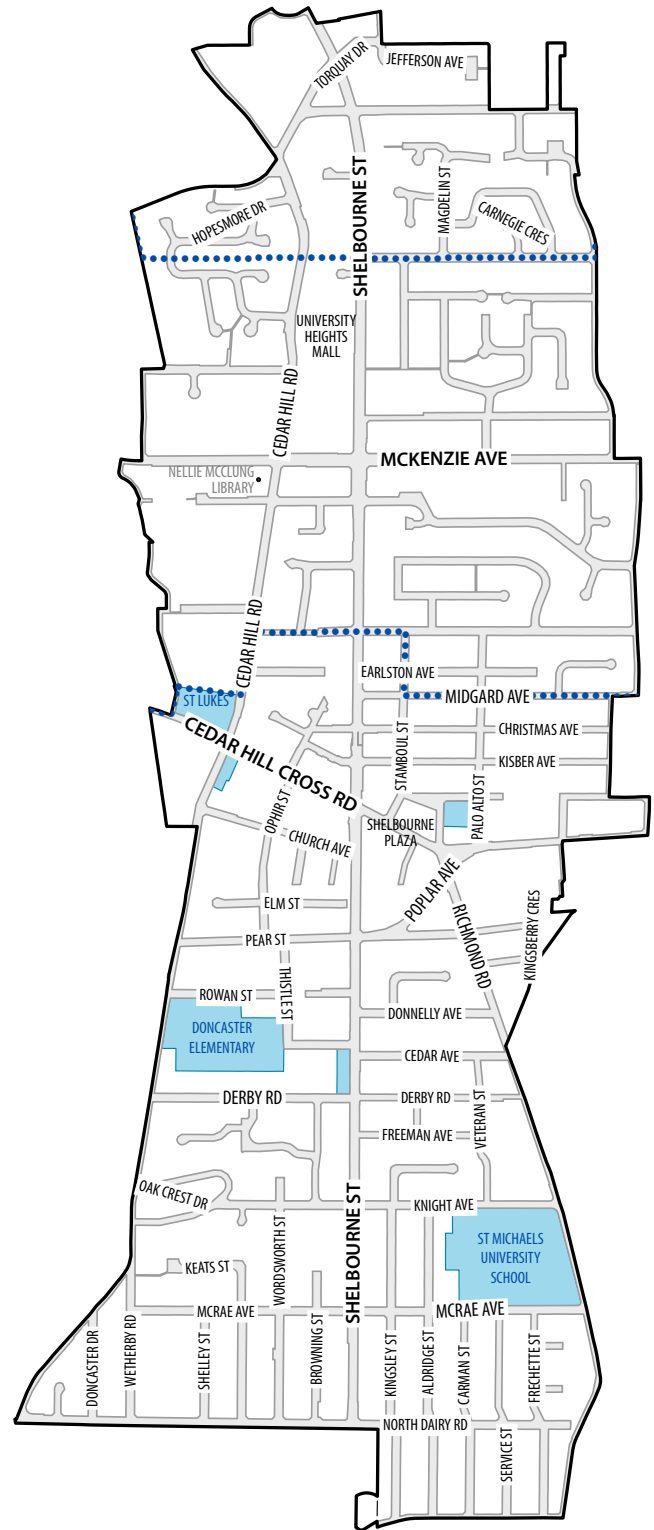 TORQUAY DR
JEFFERSON AVE
SHELBOURNE ST
MAGDELIN ST
CARNEGIE CRES
HOPESMORE DR
UNIVERSITY
HEIGHTS
MALL
CEDAR HILL RD
MCKENZIE AVE
NELLIE MCCLUNG
LIBRARY
CEDAR HILL RD
EARLSTON AVE
MIDGARD AVE
ST LUKES
CEDAR HILL CROSS RD
STAMBOUL ST
CHRISTMAS AVE
KISBER AVE
PALO ALTO ST
OPHIR ST
SHELBOURNE
PLAZA
CHURCH AVE
POPLAR AVE
ELM ST
RICHMOND RD
KINGSBERRY CRES
PEAR ST
THISTLE ST
ROWAN ST
DONNELLY AVE
DONCASTER
ELEMENTARY
CEDAR AVE
DERBY RD
DERBY RD
VETERAN ST
FREEMAN AVE
OAK CREST DR
SHELBOURNE ST
KNIGHT AVE
WORDSWORTH ST
ST MICHAELS
UNIVERSITY
SCHOOL
KEATS ST
MCRAE AVE
MCRAE AVE
DONCASTER DR
WETHERBY RD
SHELLEY ST
BROWNING ST
KINGSLEY ST
ALDRIDGE ST
CARMAN ST
FRECHETTE ST
NORTH DAIRY RD
SERVICE ST